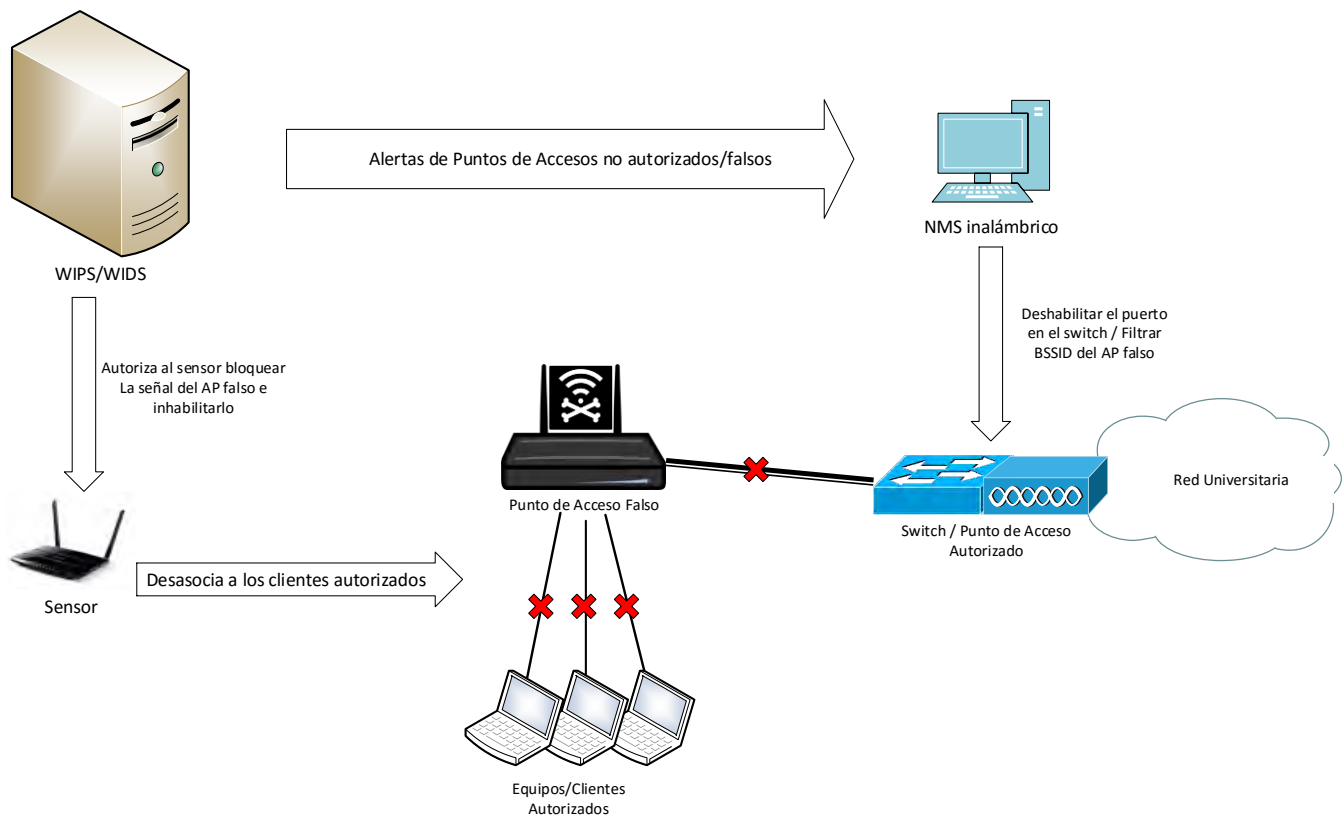 Alertas de Puntos de Accesos no autorizados/falsos
NMS inalámbrico
WIPS/WIDS
Deshabilitar el puerto
en el switch / Filtrar
BSSID del AP falso
Autoriza al sensor bloquear
La señal del AP falso e
inhabilitarlo
Red Universitaria
Punto de Acceso Falso
Switch / Punto de Acceso
Autorizado
Desasocia a los clientes autorizados
Sensor
Equipos/Clientes
Autorizados